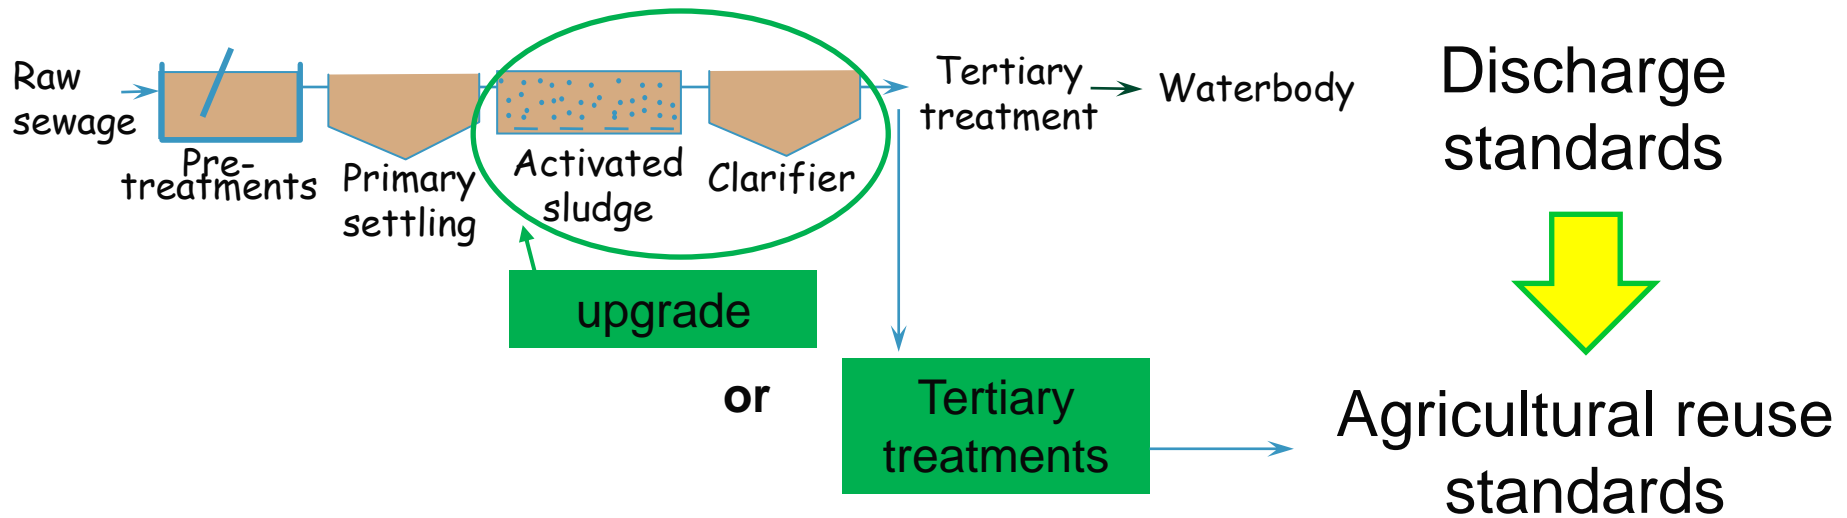 Raw
sewage
Pre-
treatments
Primary
settling
Activated
sludge
Clarifier
Tertiary
treatment
Waterbody
Discharge
standards
upgrade
or
Tertiary
treatments
Agricultural reuse
standards